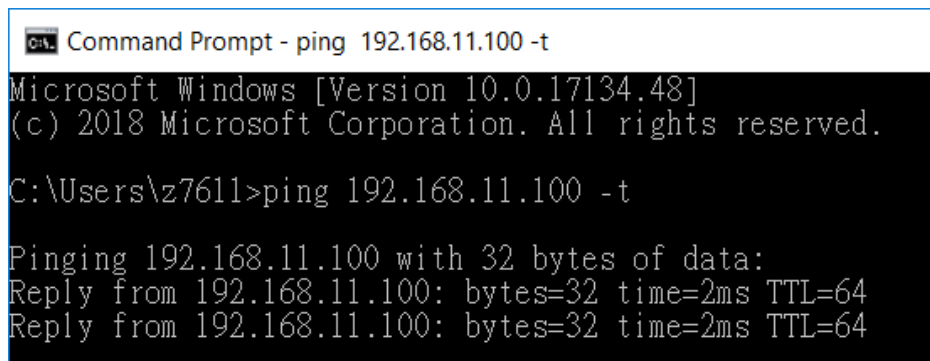 Command Prompt - ping  192.168.11.100 -t
Microsoft Windows [Version 10.0.17134.48]
(c) 2018 Microsoft Corporation. All rights reserved.
C:\Users\z7611>ping 192.168.11.100 -t
Pinging 192.168.11.100 with 32 bytes of data:
Reply from 192.168.11.100: bytes=32 time=2ms TTL=64
Reply from 192.168.11.100: bytes=32 time=2ms TTL=64